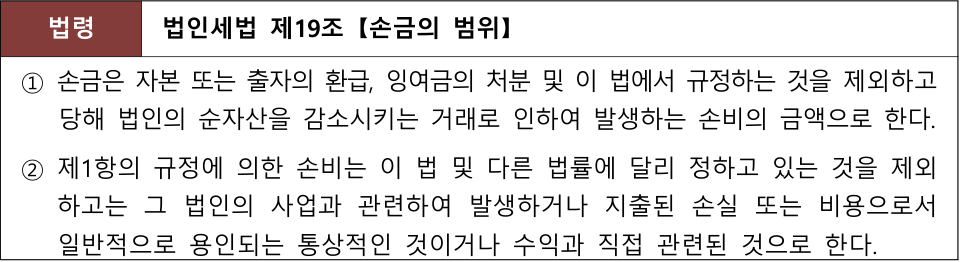 법령 법인세법 제19조【손금의 범위】
① 손금은 자본 또는 출자의 환급, 잉여금의 처분 및 이 법에서 규정하는 것을 제외하고
당해 법인의 순자산을 감소시키는 거래로 인하여 발생하는 손비의 금액으로 한다.
② 제1항의 규정에 의한 손비는 이 법 및 다른 법률에 달리 정하고 있는 것을 제외
하고는 그 법인의 사업과 관련하여 발생하거나 지출된 손실 또는 비용으로서
일반적으로 용인되는 통상적인 것이거나 수익과 직접 관련된 것으로 한다.